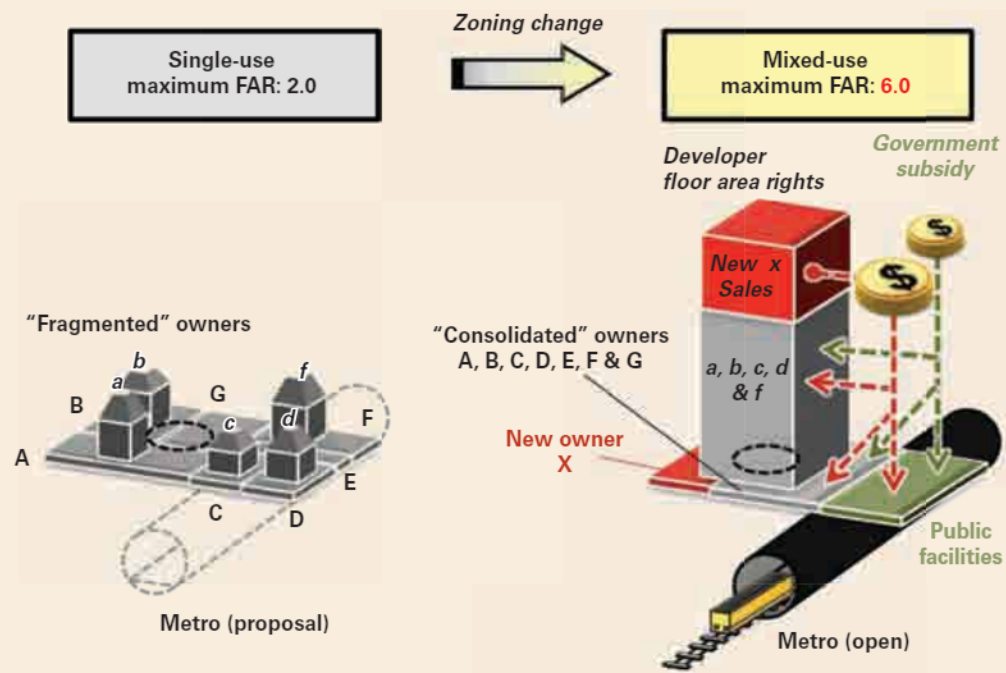 Zoning change
Single-use
maximum FAR: 2.0
Mixed-use
maximum FAR: 6.0
Developer
floor area rights
Government
subsidy
$
$
New x
Sales
"Fragmented" owners
"Consolidated" owners
A, B, C, D, E, F & G
a, b, c, d
& f
b
a
f
B
G
c
d
F
A
E
C
D
New owner
X
Public
facilities
Metro (proposal)
Metro (open)